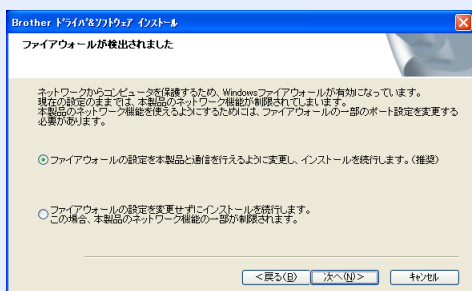 Brother ドライバ&ソフトウェア インストール
ファイアウォールが検出されました
ネットワークからコンピュータを保護するため、Windowsファイアウォールが有効になっています。
現在の設定のままでは、本製品のネットワーク機能が制限されてしまいます。
本製品のネットワーク機能を使えるようにするためには、ファイアウォールの一部のポート設定を変更する
必要があります。
ファイアウォールの設定を本製品と通信を行えるように変更し、インストールを続行します。(推奨)
ファイアウォールの設定を変更せずにインストールを続行します。
この場合、本製品のネットワーク機能の一部が制限されます。
<戻る(B) 次へ(N)> キャンセル